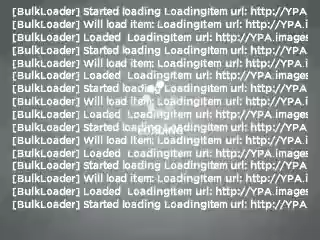 [BulkLoader] Started loading LoadingItem url: http://YPA
[BulkLoader] Will load item: LoadingItem url: http://YPA.i
[BulkLoader] Loaded LoadingItem url: http://YPA.images
[BulkLoader] Started loading LoadingItem url: http://YPA
[BulkLoader] Will load item: LoadingItem url: http://YPA.i
[BulkLoader] Loaded LoadingItem url: http://YPA.images
[BulkLoader] Started loading LoadingItem url: http://YPA
[BulkLoader] Will load item: LoadingItem url: http://YPA.i
[BulkLoader] Loaded LoadingItem url: http://YPA.images
[BulkLoader] Started loading LoadingItem url: http://YPA
LOADING
[BulkLoader] Will load item: LoadingItem url: http://YPA.i
[BulkLoader] Loaded LoadingItem url: http://YPA.images
[BulkLoader] Started loading LoadingItem url: http://YPA
[BulkLoader] Will load item: LoadingItem url: http://YPA.i
[BulkLoader] Loaded LoadingItem url: http://YPA.images
[BulkLoader] Started loading LoadingItem url: http://YPA